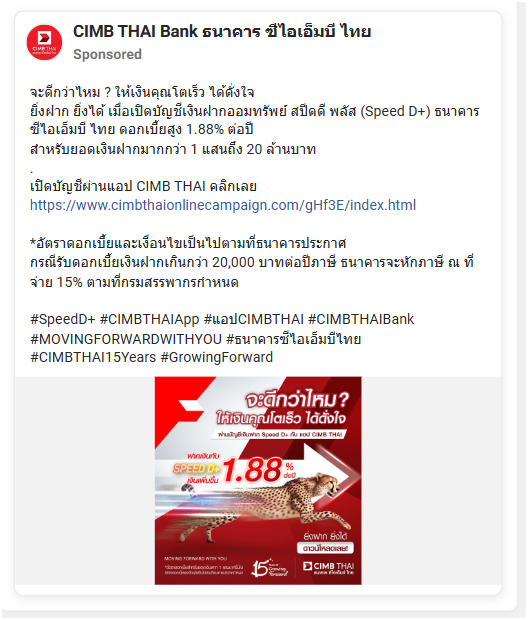 CIMB THAI Bank ธนาคาร ซีไอเอ็มบี ไทย
Sponsored
CIMB THAI
จะดีกว่าไหม ? ให้เงินคุณโตเร็ว ได้ดั่งใจ
ยิ่งฝาก ยิ่งได้ เมื่อเปิดบัญชีเงินฝากออมทรัพย์ สปีดดี พลัส (Speed D+) ธนาคาร
ซีไอเอ็มบี ไทย ดอกเบี้ยสูง 1.88% ต่อปี
สำหรับยอดเงินฝากมากกว่า 1 แสนถึง 20 ล้านบาท
.
เปิดบัญชีผ่านแอป CIMB THAI คลิกเลย
https://www.cimbthaionlinecampaign.com/gHf3E/index.html
*อัตราดอกเบี้ยและเงื่อนไขเป็นไปตามที่ธนาคารประกาศ
กรณีรับดอกเบี้ยเงินฝากเกินกว่า 20,000 บาทต่อปีภาษี ธนาคารจะหักภาษี ณ ที่
จ่าย 15% ตามที่กรมสรรพากรกำหนด
#SpeedD+ #CIMBTHAIApp #แอปCIMBTHAI #CIMBTHAIBank
#MOVINGFORWARDWITHYOU #ธนาคารซีไอเอ็มบีไทย
#CIMBTHAI15Years #GrowingForward
จะดีกว่าไหม?
ให้เงินคุณโตเร็ว ได้ดั่งใจ
ผ่านบัญชีเงินฝาก Speed D+ กับ แอป CIMB THAI
ฝากเงินกับ
SPEED D+
เงินเพิ่มขึ้น
1.88%
ต่อปี
ยิ่งฝาก ยิ่งได้
ดาวน์โหลดเลย!
MOVING FORWARD WITH YOU
15 Years of Growing Forward
CIMB THAI
ธนาคาร ซีไอเอ็มบี ไทย